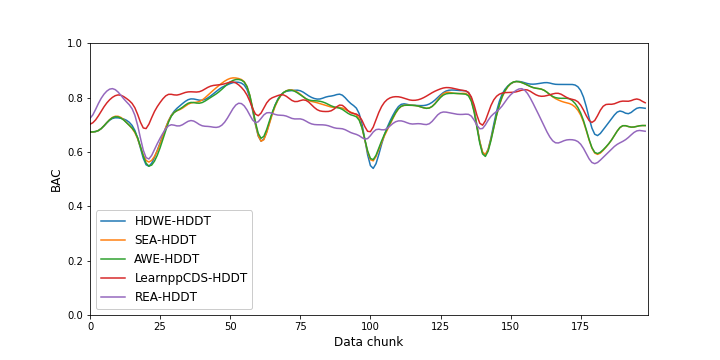 1.0
0.8
0.6
0.4
0.2
0.0
BAC
HDWE-HDDT
SEA-HDDT
AWE-HDDT
LearnppCDS-HDDT
REA-HDDT
0 25 50 75 100 125 150 175
Data chunk